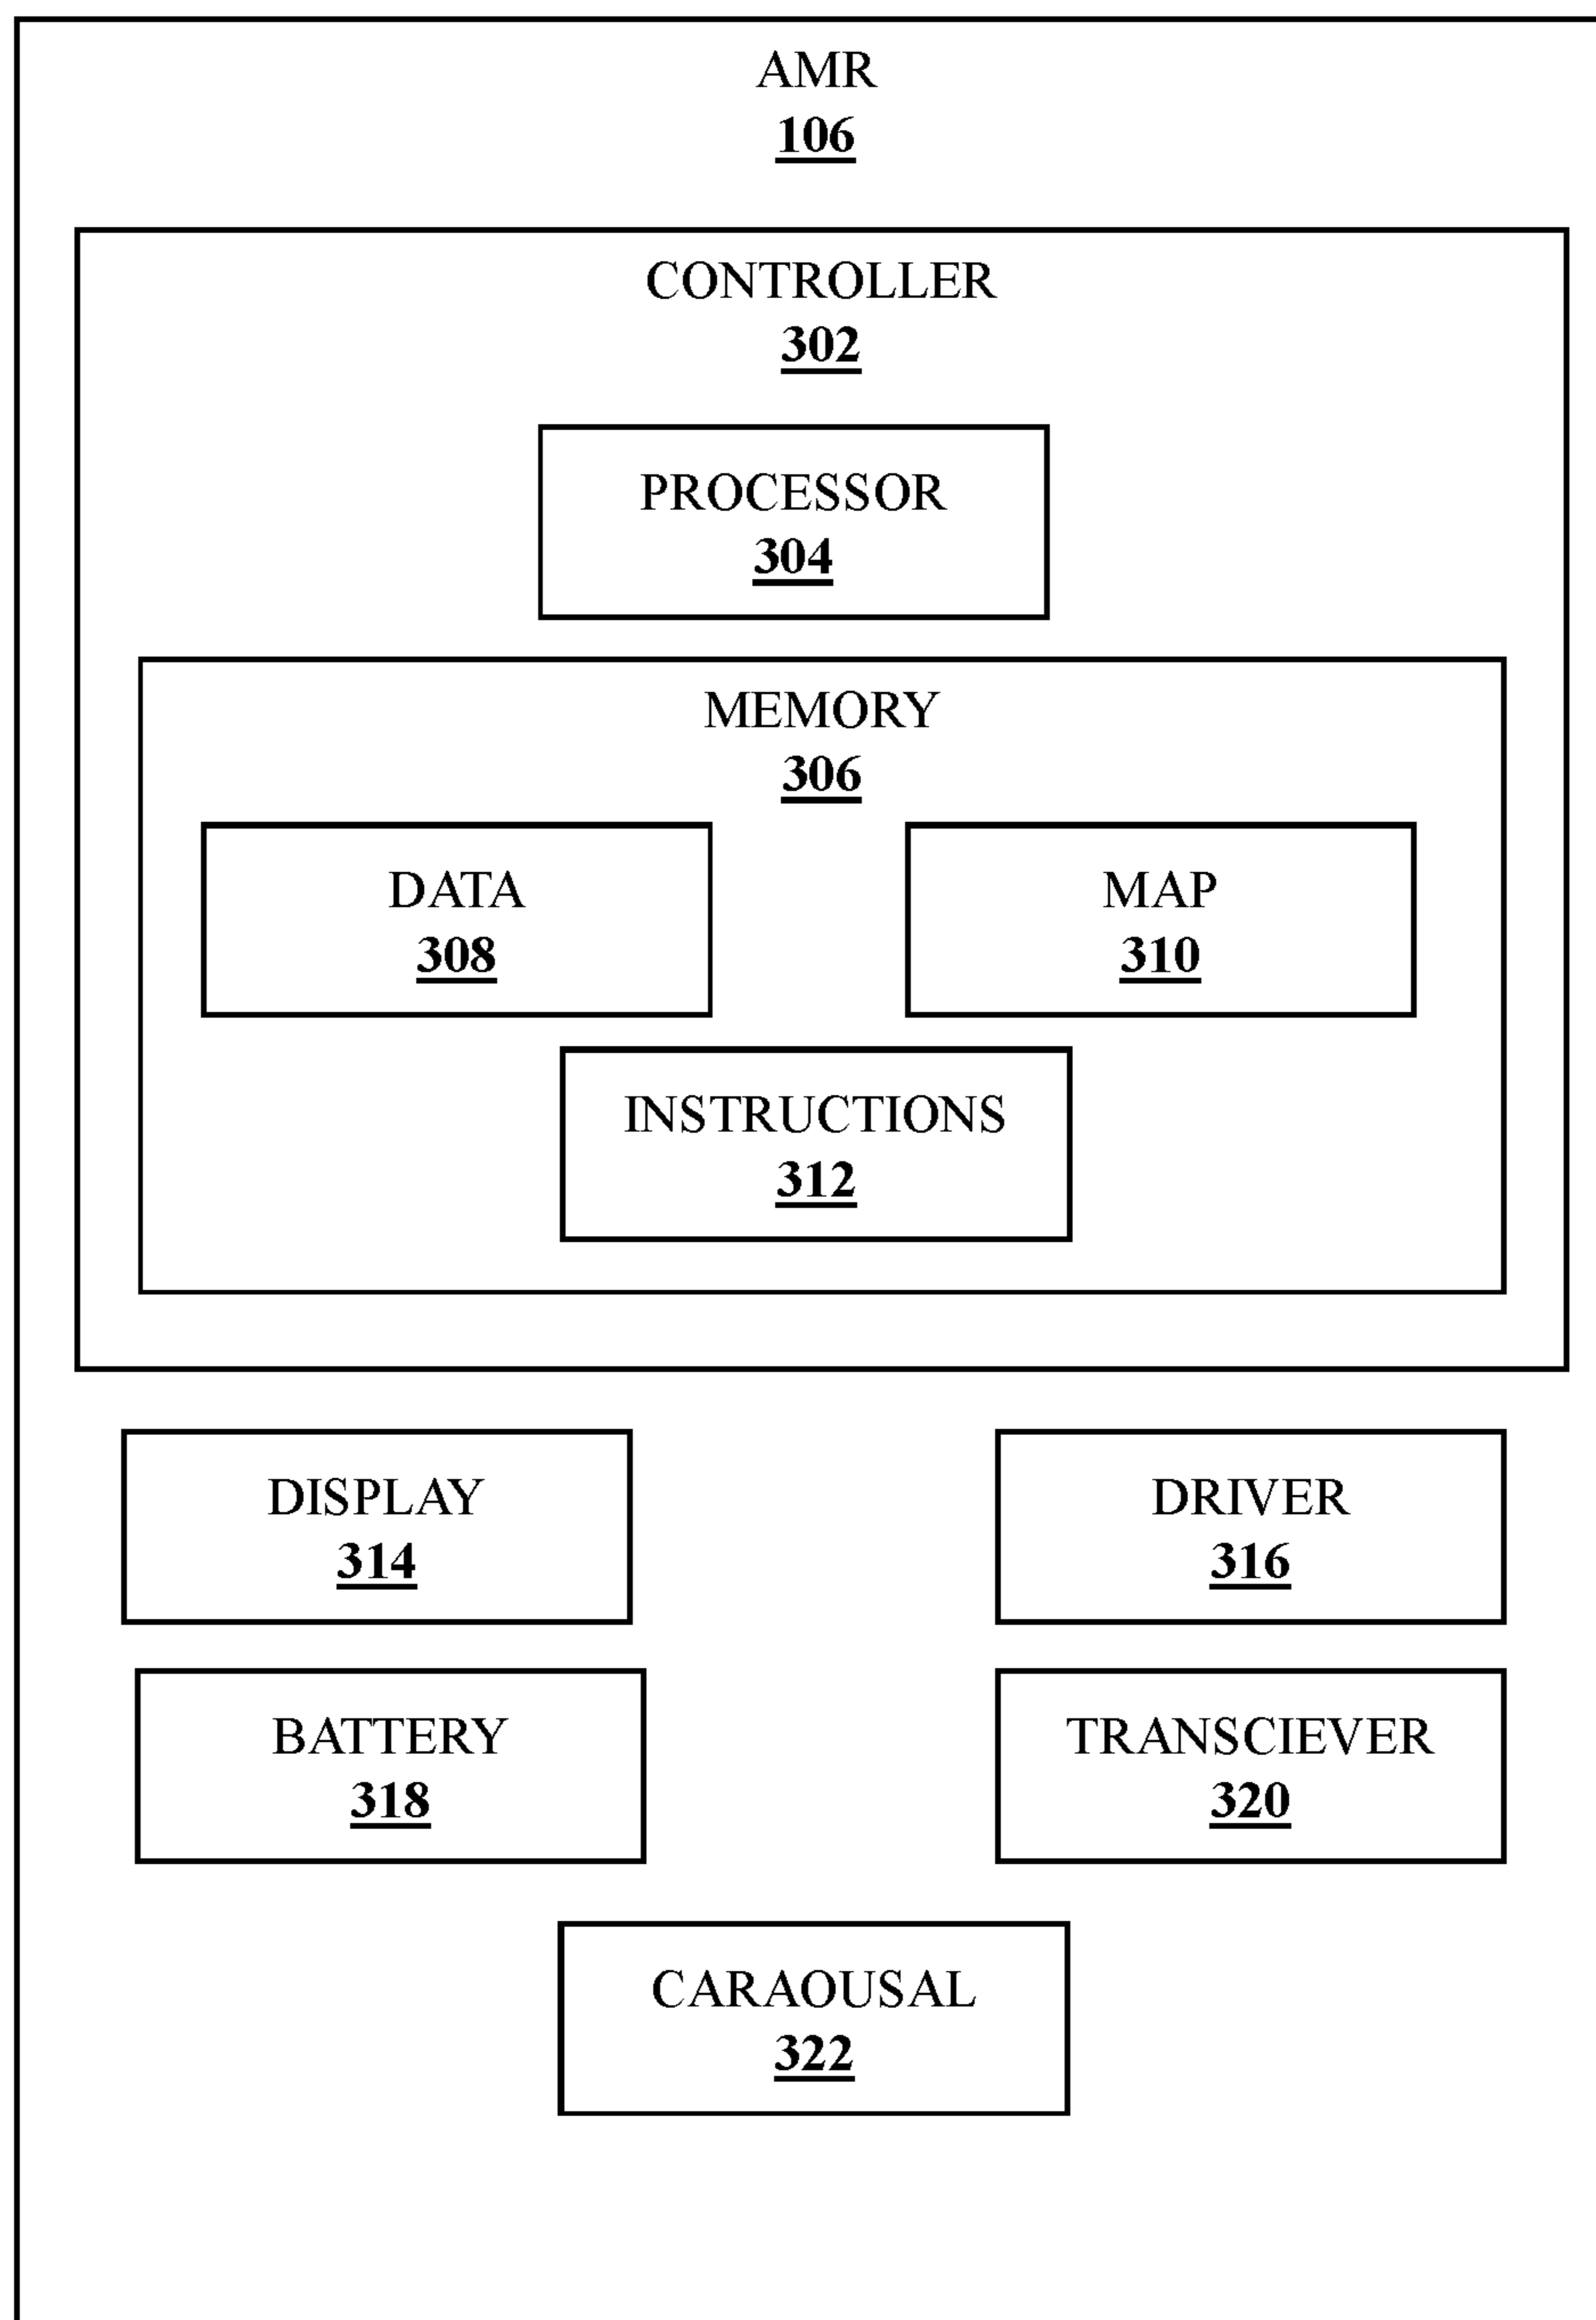 AMR
106
CONTROLLER
302
PROCESSOR
304
MEMORY
306
DATA
308
MAP
310
INSTRUCTIONS
312
DISPLAY
314
DRIVER
316
BATTERY
318
TRANSCIEVER
320
CARAOUSAL
322